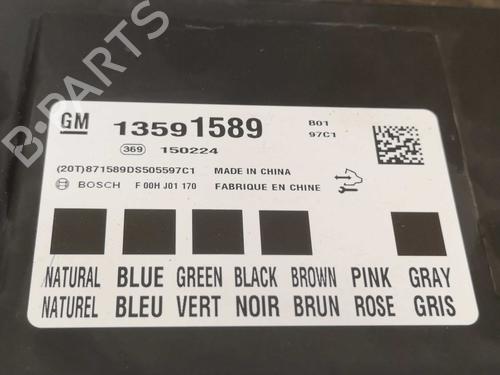 B-PARTS
GM 13591589 B01
97C1
369 150224
(20T)871589DS505597C1 MADE IN CHINA
BOSCH F 00H J01 170 FABRIQUE EN CHINE
NATURAL BLUE GREEN BLACK BROWN PINK GRAY
NATUREL BLEU VERT NOIR BRUN ROSE GRIS